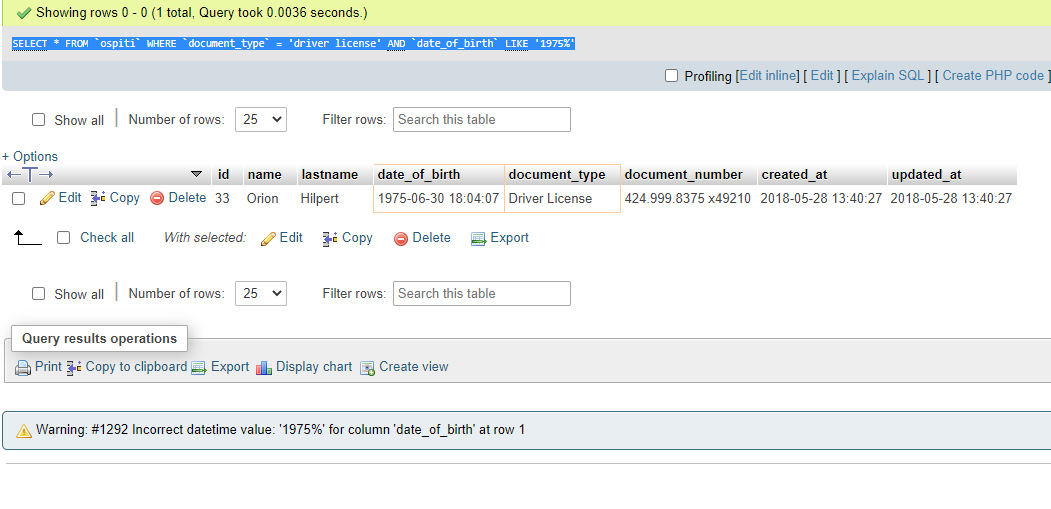 Showing rows 0 - 0 (1 total, Query took 0.0036 seconds.)
SELECT * FROM `ospiti` WHERE `document_type` = 'driver license' AND `date_of_birth` LIKE '1975%'
Profiling [Edit inline] [ Edit ] [ Explain SQL ] [ Create PHP code ]
Show all Number of rows: 25 Filter rows: Search this table
+ Options
←T→ id name lastname date_of_birth document_type document_number created_at updated_at
Edit Copy Delete 33 Orion Hilpert 1975-06-30 18:04:07 Driver License 424.999.8375 x49210 2018-05-28 13:40:27 2018-05-28 13:40:27
Check all With selected: Edit Copy Delete Export
Show all Number of rows: 25 Filter rows: Search this table
Query results operations
Print Copy to clipboard Export Display chart Create view
Warning: #1292 Incorrect datetime value: '1975%' for column 'date_of_birth' at row 1